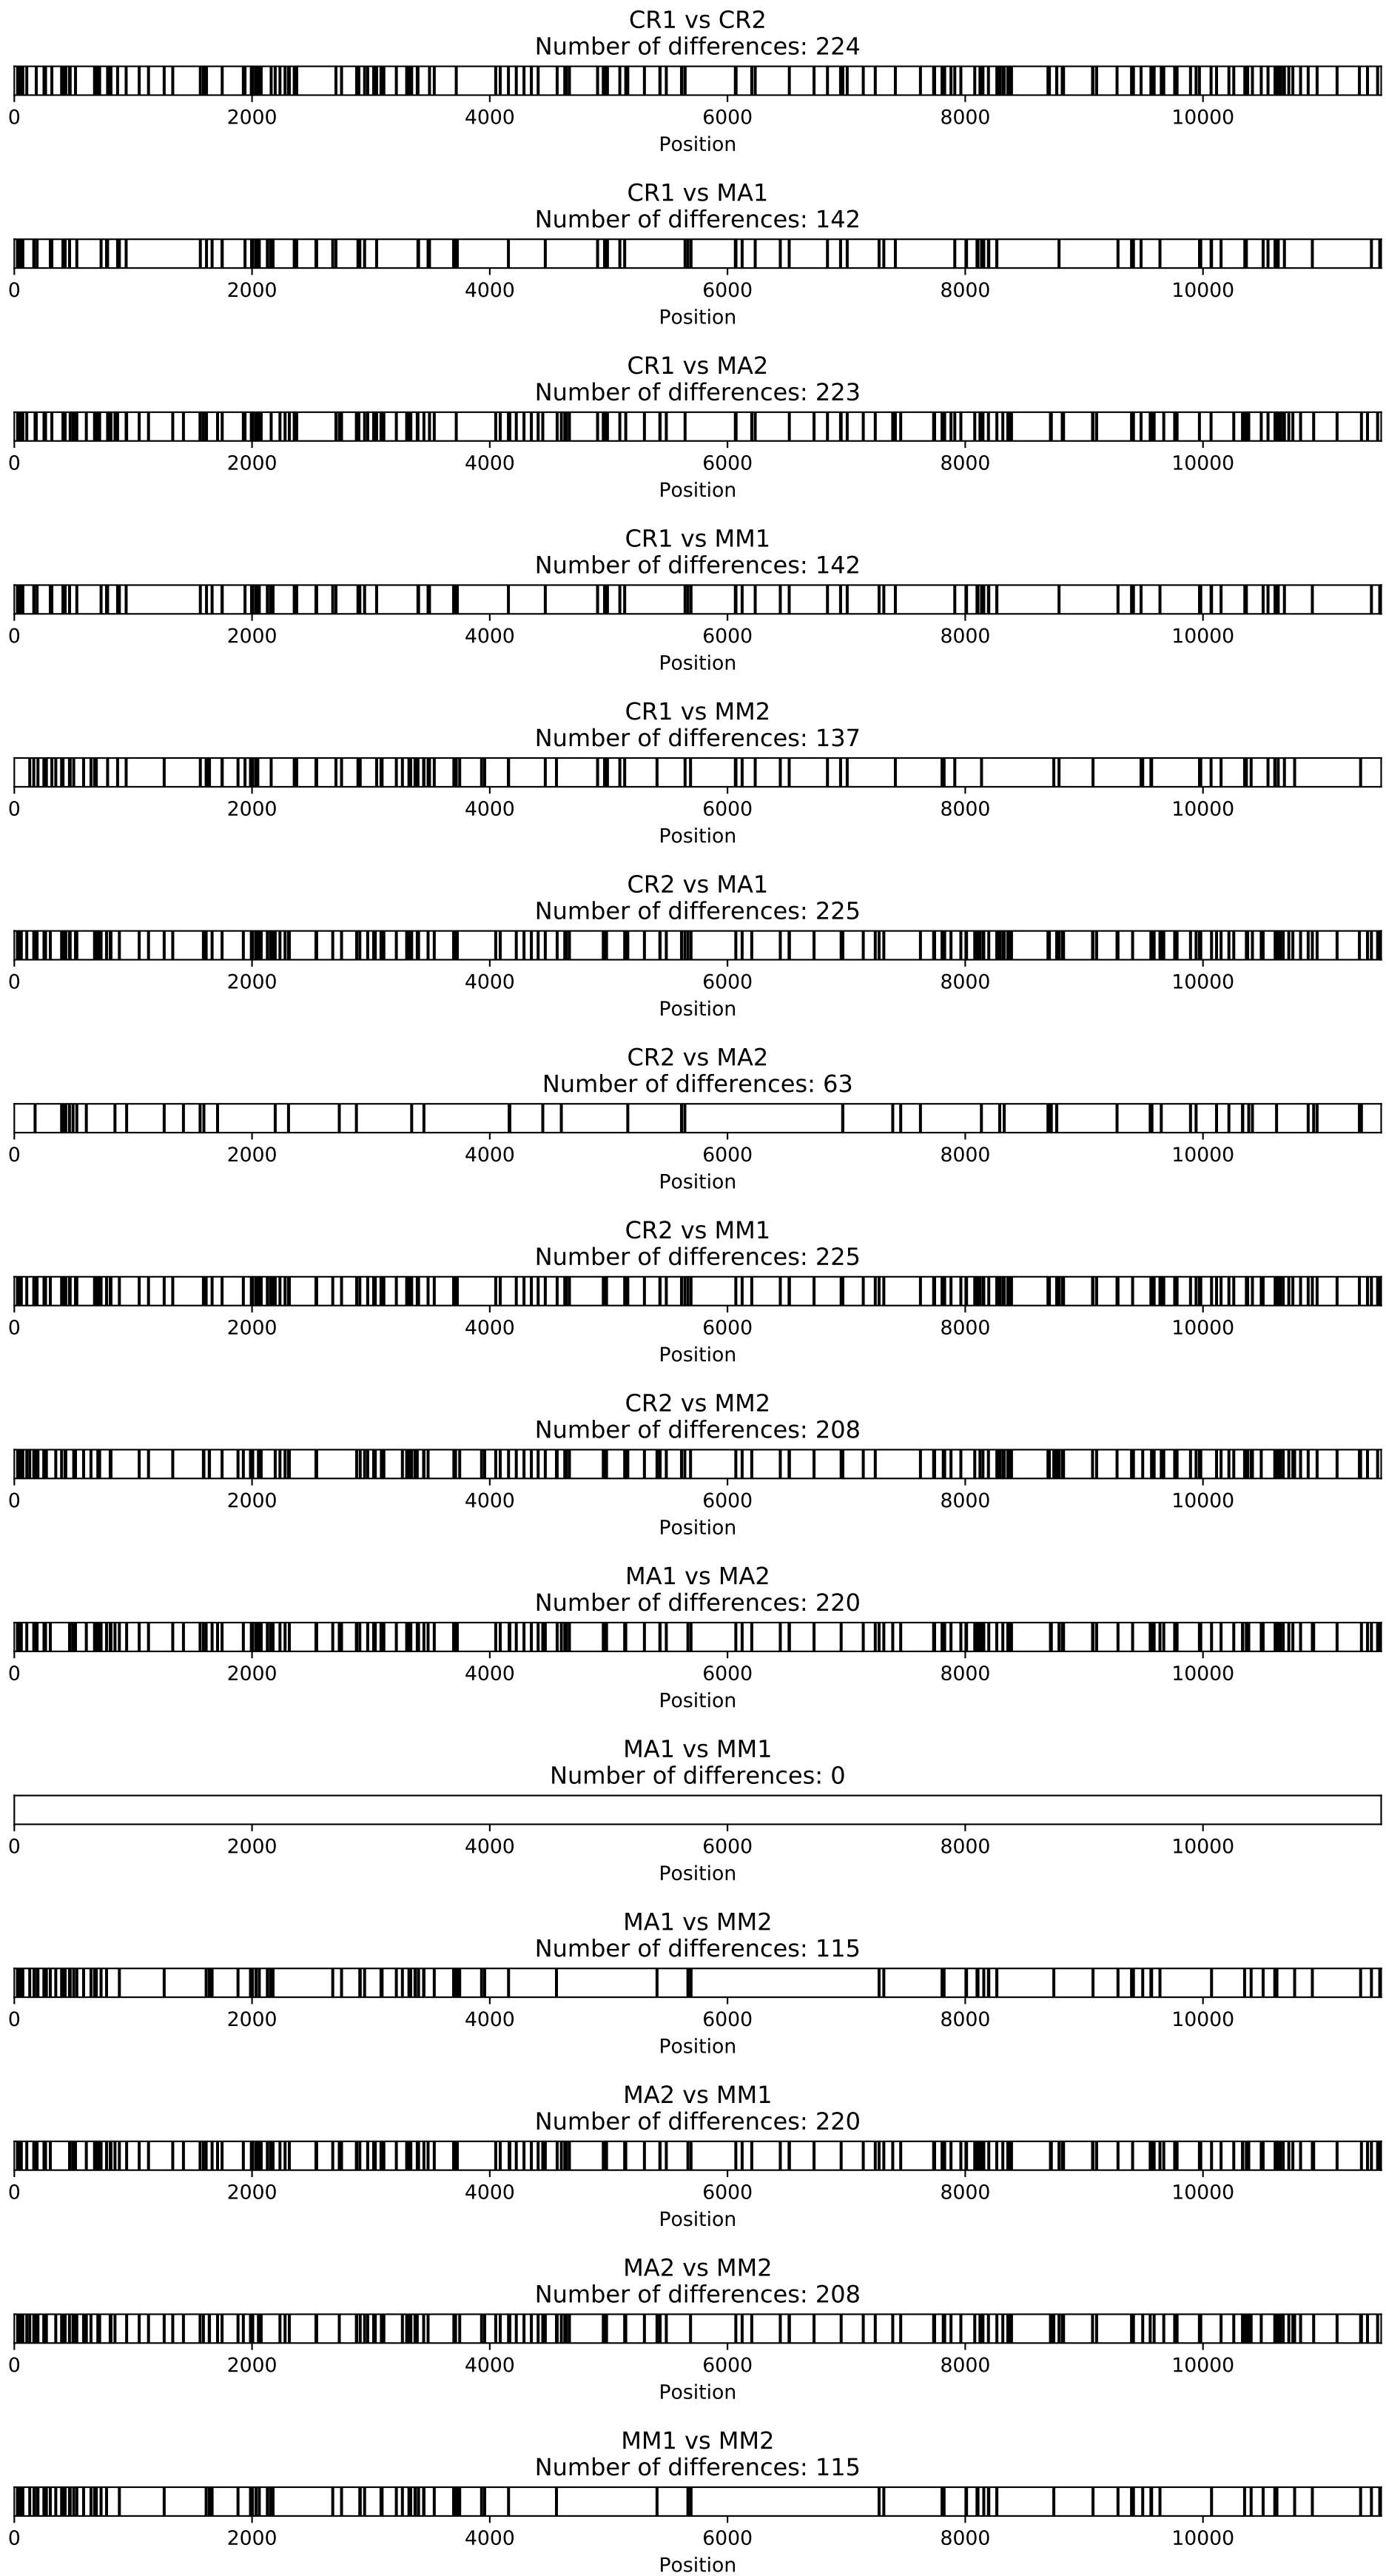 CR1 vs CR2
Number of differences: 224
0 2000 4000 6000 8000 10000
Position
CR1 vs MA1
Number of differences: 142
0 2000 4000 6000 8000 10000
Position
CR1 vs MA2
Number of differences: 223
0 2000 4000 6000 8000 10000
Position
CR1 vs MM1
Number of differences: 142
0 2000 4000 6000 8000 10000
Position
CR1 vs MM2
Number of differences: 137
0 2000 4000 6000 8000 10000
Position
CR2 vs MA1
Number of differences: 225
0 2000 4000 6000 8000 10000
Position
CR2 vs MA2
Number of differences: 63
0 2000 4000 6000 8000 10000
Position
CR2 vs MM1
Number of differences: 225
0 2000 4000 6000 8000 10000
Position
CR2 vs MM2
Number of differences: 208
0 2000 4000 6000 8000 10000
Position
MA1 vs MA2
Number of differences: 220
0 2000 4000 6000 8000 10000
Position
MA1 vs MM1
Number of differences: 0
0 2000 4000 6000 8000 10000
Position
MA1 vs MM2
Number of differences: 115
0 2000 4000 6000 8000 10000
Position
MA2 vs MM1
Number of differences: 220
0 2000 4000 6000 8000 10000
Position
MA2 vs MM2
Number of differences: 208
0 2000 4000 6000 8000 10000
Position
MM1 vs MM2
Number of differences: 115
0 2000 4000 6000 8000 10000
Position